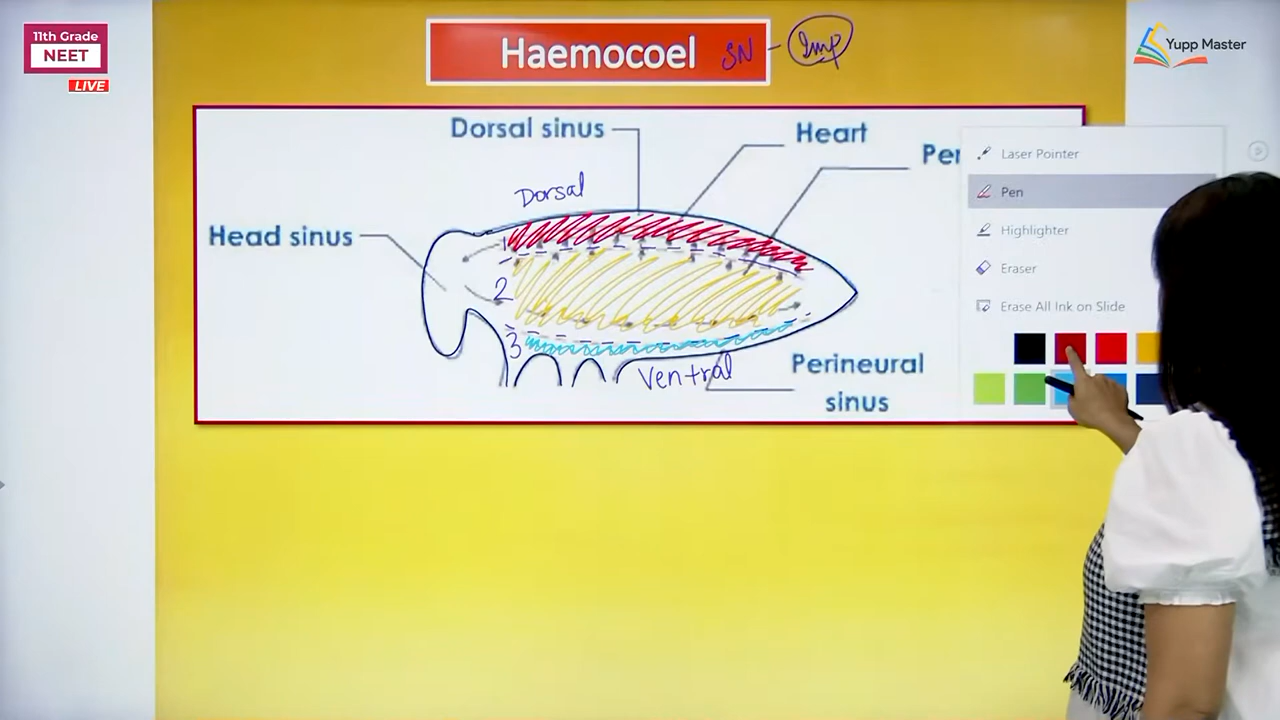 11th Grade
NEET
LIVE
Haemocoel SN - Imp
Yupp Master
Dorsal sinus
Heart
Per
Laser Pointer
Pen
Highlighter
Eraser
Erase All Ink on Slide
Dorsal
Head sinus
1
2
3
Ventral
Perineural
sinus